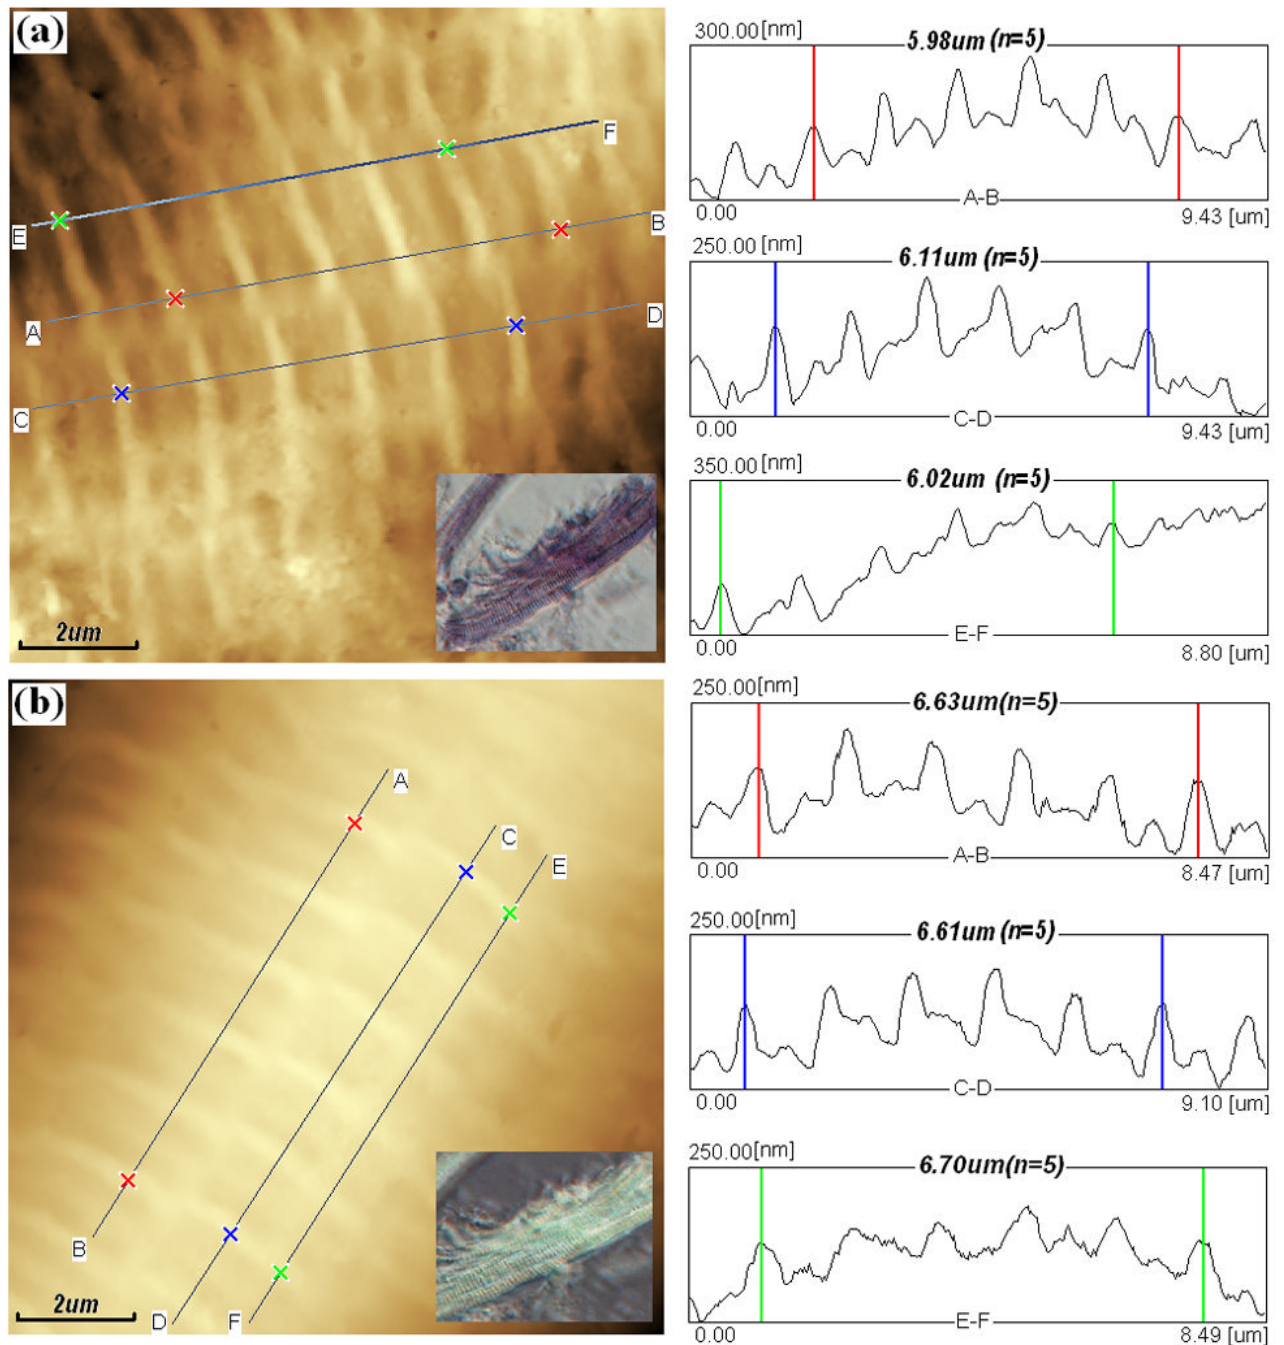 (a)
F
E
B
A
D
C
2um
300.00[nm]
5.98um (n=5)
A-B
0.00
9.43 [um]
250.00[nm]
6.11um (n=5)
C-D
0.00
9.43 [um]
350.00[nm]
6.02um (n=5)
E-F
0.00
8.80 [um]
(b)
A
C
E
B
D
F
2um
250.00[nm]
6.63um(n=5)
A-B
0.00
8.47 [um]
250.00[nm]
6.61um (n=5)
C-D
0.00
9.10 [um]
250.00[nm]
6.70um(n=5)
E-F
0.00
8.49 [um]